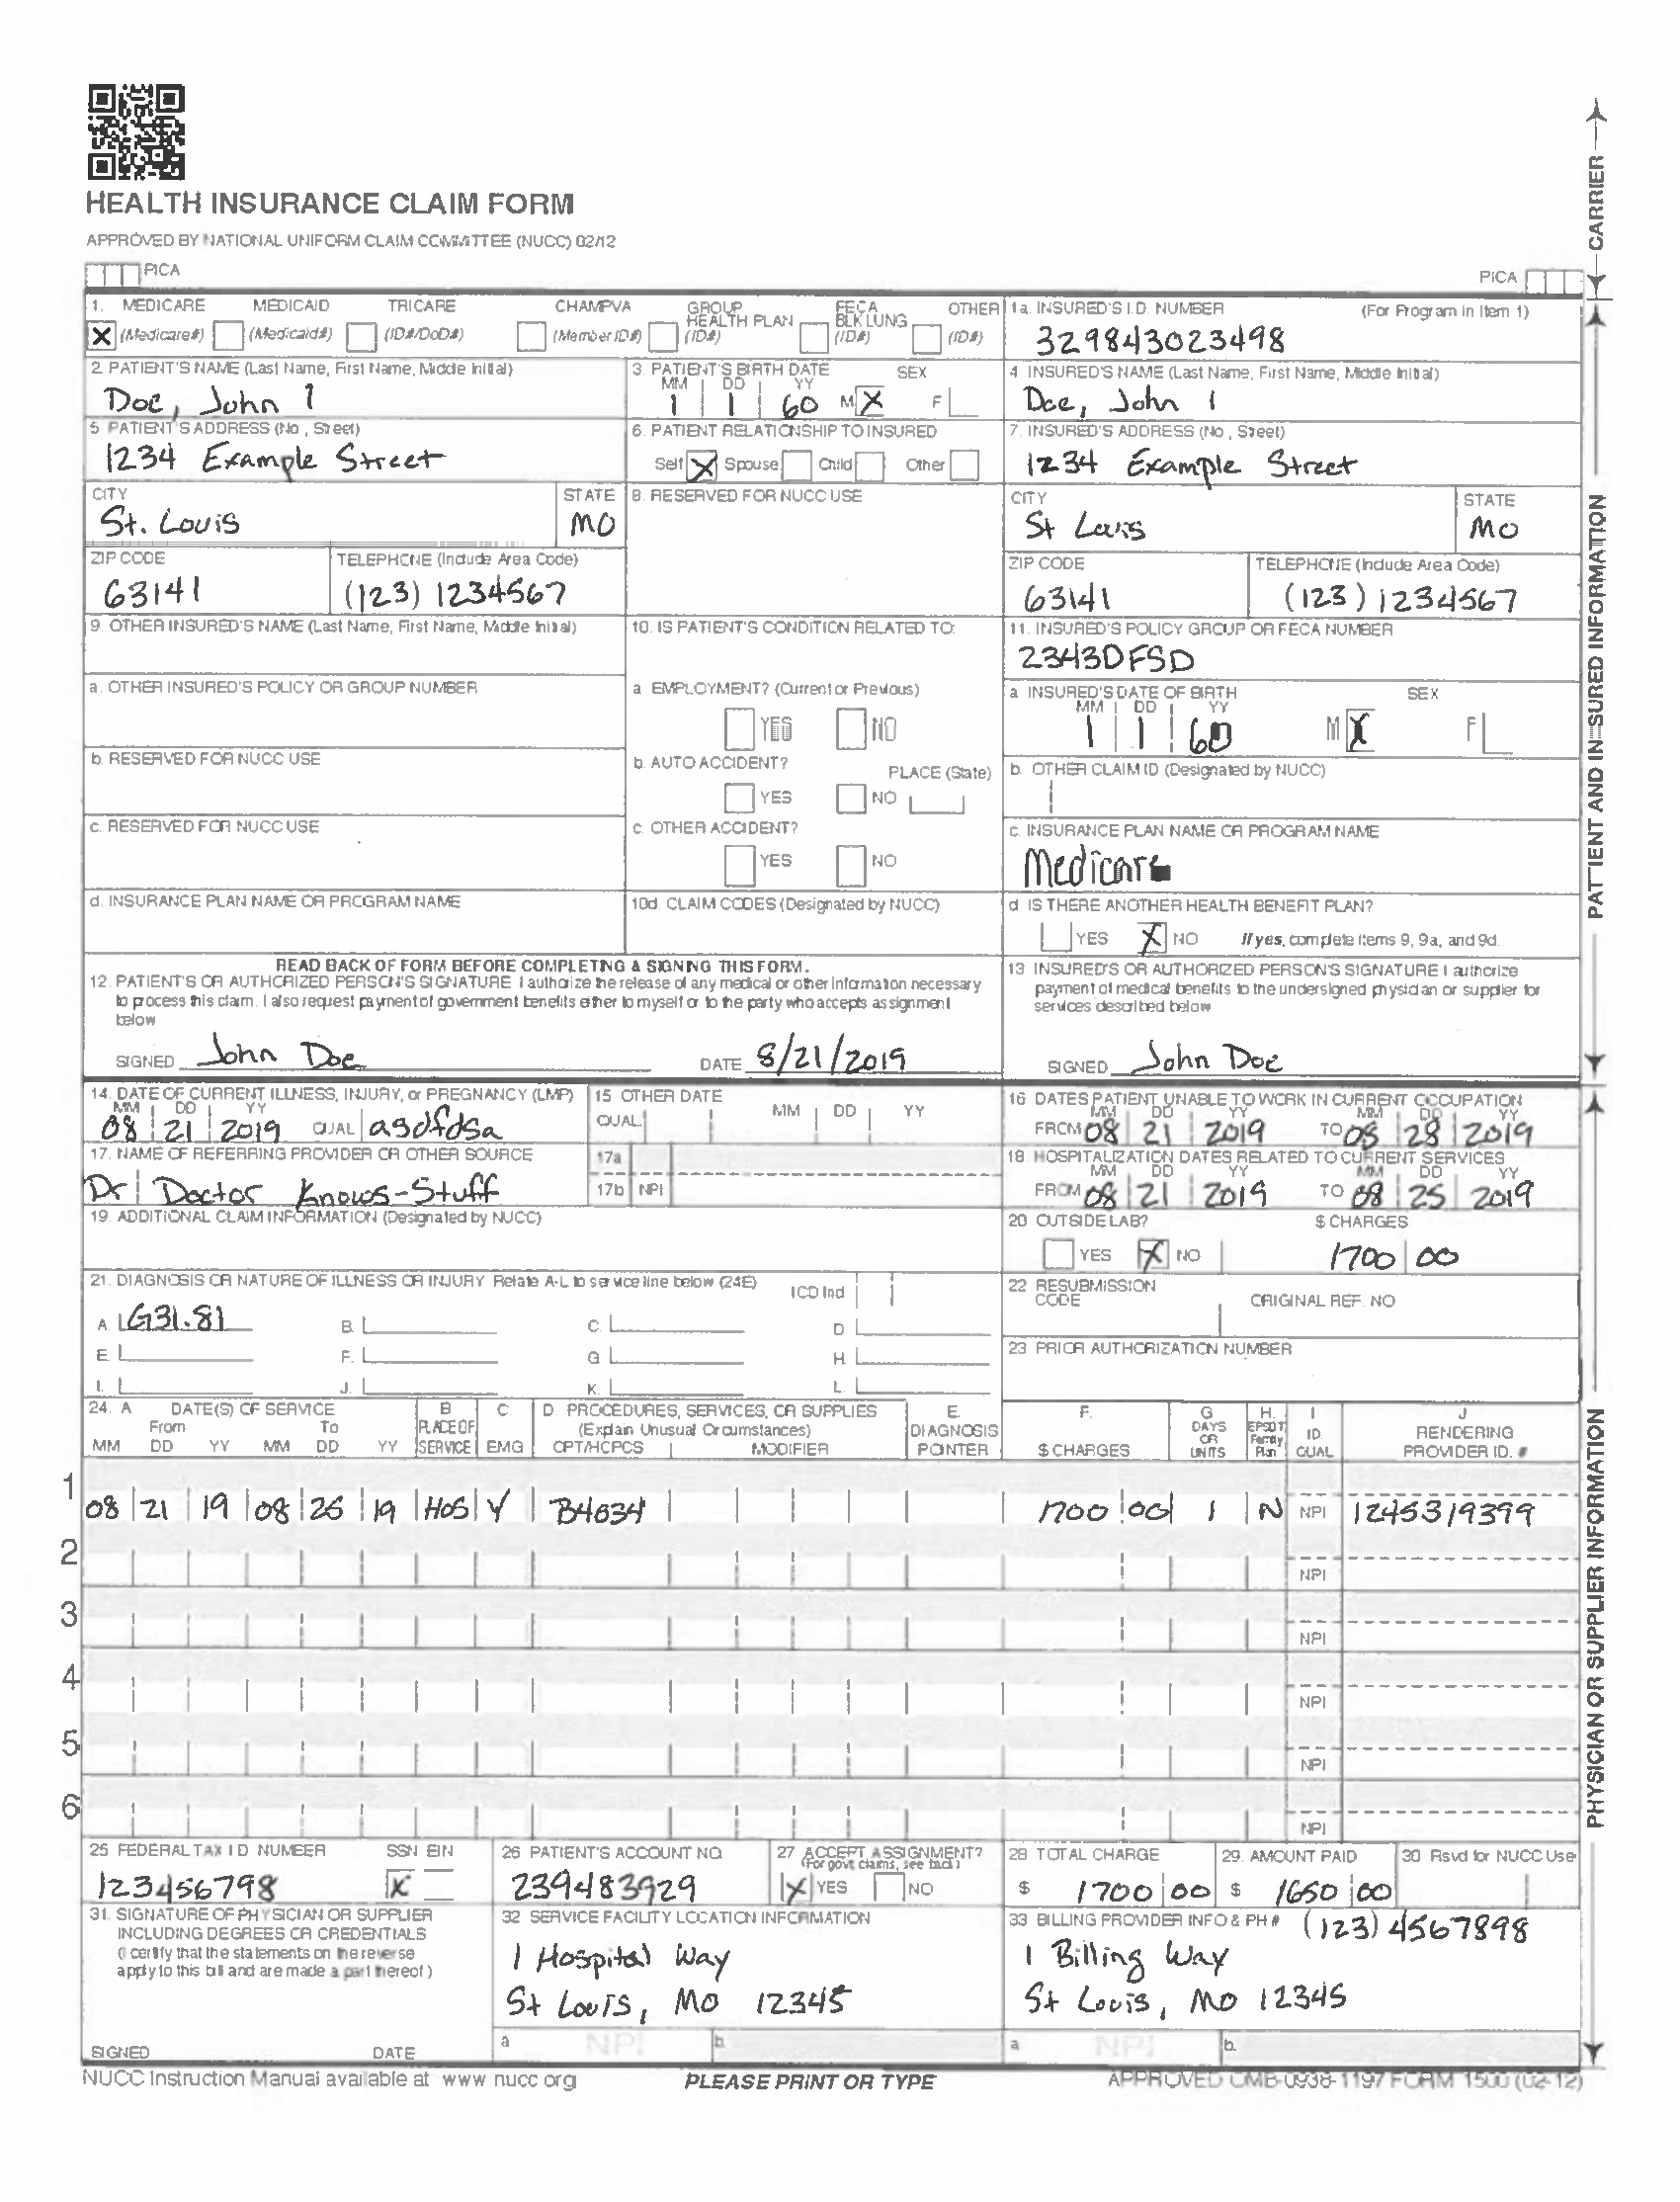 HEALTH INSURANCE CLAIM FORM
APPROVED BY NATIONAL UNIFORM CLAIM COMMITTEE (NUCC) 02/12
PICA
PICA
CARRIER
1. MEDICARE MEDICAID TRICARE CHAMPVA GROUP HEALTH PLAN FECA BLK LUNG OTHER
X (Medicare#) (Medicaid#) (ID#/DoD#) (Member ID#) (ID#) (ID#) (ID#)
1a. INSURED'S I.D. NUMBER (For Program in Item 1)
329843023498
2. PATIENT'S NAME (Last Name, First Name, Middle Initial)
Doe, John 1
3. PATIENT'S BIRTH DATE SEX
MM DD YY
1 1 60 M X F
4 INSURED'S NAME (Last Name, First Name, Middle Initial)
Doe, John 1
5 PATIENT'S ADDRESS (No., Street)
1234 Example Street
6. PATIENT RELATIONSHIP TO INSURED
Self X Spouse Child Other
7. INSURED'S ADDRESS (No., Street)
1234 Example Street
CITY STATE
St. Louis MO
8. RESERVED FOR NUCC USE
CITY STATE
St Louis MO
ZIP CODE TELEPHONE (Include Area Code)
63141 (123) 1234567
ZIP CODE TELEPHONE (Include Area Code)
63141 (123) 1234567
9. OTHER INSURED'S NAME (Last Name, First Name, Middle Initial)
10. IS PATIENT'S CONDITION RELATED TO:
11. INSURED'S POLICY GROUP OR FECA NUMBER
2343DFSD
a. OTHER INSURED'S POLICY OR GROUP NUMBER
a EMPLOYMENT? (Current or Previous)
YES NO
a INSURED'S DATE OF BIRTH SEX
MM DD YY
1 1 60 M X F
b. RESERVED FOR NUCC USE
b. AUTO ACCIDENT? PLACE (State)
YES NO
b. OTHER CLAIM ID (Designated by NUCC)
c. RESERVED FOR NUCC USE
c. OTHER ACCIDENT?
YES NO
c. INSURANCE PLAN NAME OR PROGRAM NAME
Medicare
d. INSURANCE PLAN NAME OR PROGRAM NAME
10d. CLAIM CODES (Designated by NUCC)
d IS THERE ANOTHER HEALTH BENEFIT PLAN?
YES X NO If yes, complete items 9, 9a, and 9d.
PATIENT AND INSURED INFORMATION
READ BACK OF FORM BEFORE COMPLETING & SIGNING THIS FORM.
12. PATIENT'S OR AUTHORIZED PERSON'S SIGNATURE I authorize the release of any medical or other information necessary
to process this claim. I also request payment of government benefits either to myself or to the party who accepts assignment
below
SIGNED John Doe DATE 8/21/2019
13 INSURED'S OR AUTHORIZED PERSON'S SIGNATURE I authorize
payment of medical benefits to the undersigned physician or supplier for
services described below
SIGNED John Doe
14. DATE OF CURRENT ILLNESS, INJURY, or PREGNANCY (LMP)
MM DD YY
08 21 2019 QUAL asdfdsa
15 OTHER DATE
QUAL. MM DD YY
16 DATES PATIENT UNABLE TO WORK IN CURRENT OCCUPATION
MM DD YY MM DD YY
FROM 08 21 2019 TO 08 28 2019
17. NAME OF REFERRING PROVIDER OR OTHER SOURCE
Dr Doctor Knows-Stuff
17a
17b NPI
18 HOSPITALIZATION DATES RELATED TO CURRENT SERVICES
MM DD YY MM DD YY
FROM 08 21 2019 TO 08 25 2019
19. ADDITIONAL CLAIM INFORMATION (Designated by NUCC)
20 OUTSIDE LAB? $ CHARGES
YES X NO 1700 00
21. DIAGNOSIS OR NATURE OF ILLNESS OR INJURY Relate A-L to service line below (24E) ICD Ind
A. G31.81 B. C. D
E. F. G H.
I. J. K. L.
22 RESUBMISSION CODE ORIGINAL REF. NO
23 PRIOR AUTHORIZATION NUMBER
24. A DATE(S) OF SERVICE B C. D. PROCEDURES, SERVICES, OR SUPPLIES E. F. G H. I J
From To PLACE OF (Explain Unusual Circumstances) DIAGNOSIS DAYS OR EPSDT Family ID. RENDERING
MM DD YY MM DD YY SERVICE EMG CPT/HCPCS MODIFIER POINTER $ CHARGES UNITS Plan QUAL PROVIDER ID. #
1
08 21 19 08 25 19 HOS Y B4034 1700 00 1 N NPI 1245319399
2
NPI
3
NPI
4
NPI
5
NPI
6
NPI
PHYSICIAN OR SUPPLIER INFORMATION
25 FEDERAL TAX I D NUMBER SSN EIN
123456798 X
26 PATIENT'S ACCOUNT NO.
239483929
27 ACCEPT ASSIGNMENT?
(For govt. claims, see back)
X YES NO
28 TOTAL CHARGE
$ 1700 00
29. AMOUNT PAID
$ 1650 00
30 Rsvd for NUCC Use
31. SIGNATURE OF PHYSICIAN OR SUPPLIER
INCLUDING DEGREES OR CREDENTIALS
(I certify that the statements on the reverse
apply to this bill and are made a part thereof)
SIGNED DATE
32 SERVICE FACILITY LOCATION INFORMATION
1 Hospital Way
St Louis, MO 12345
a NPI b.
33 BILLING PROVIDER INFO & PH # (123) 4567898
1 Billing Way
St Louis, MO 12345
a NPI b.
NUCC Instruction Manual available at www nucc org
PLEASE PRINT OR TYPE
APPROVED OMB-0938-1197 FORM 1500 (02-12)